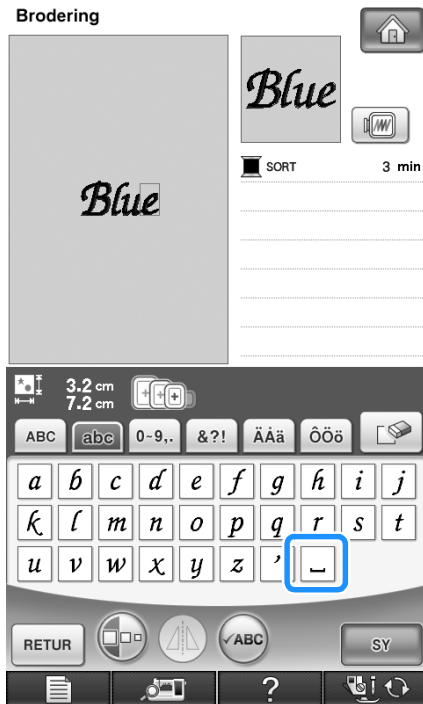 Brodering
Blue
Blue
SORT 3 min
3.2 cm
7.2 cm
ABC abc 0~9,. &?! ÄÅä ÔÖö
a b c d e f g h i j
k l m n o p q r s t
u v w x y z ’ ⎵
RETUR ✓ABC SY
?